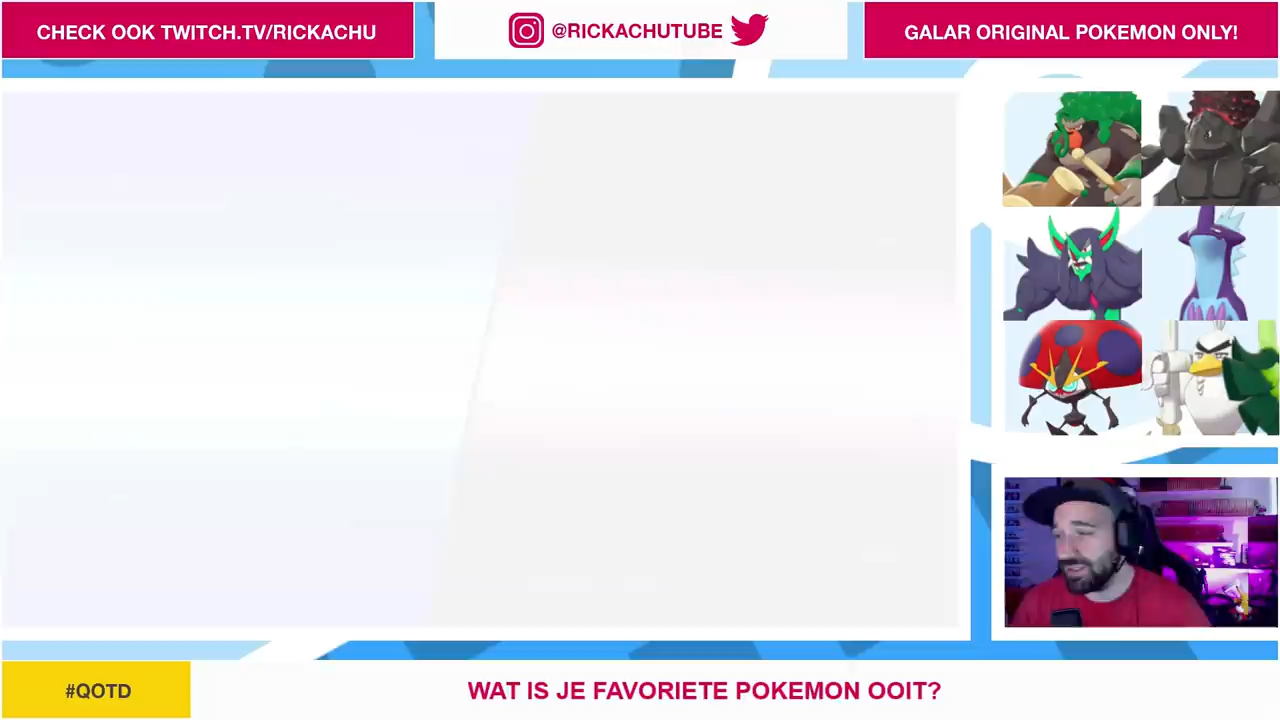 CHECK OOK TWITCH.TV/RICKACHU
@RICKACHUTUBE
GALAR ORIGINAL POKEMON ONLY!
#QOTD
WAT IS JE FAVORIETE POKEMON OOIT?